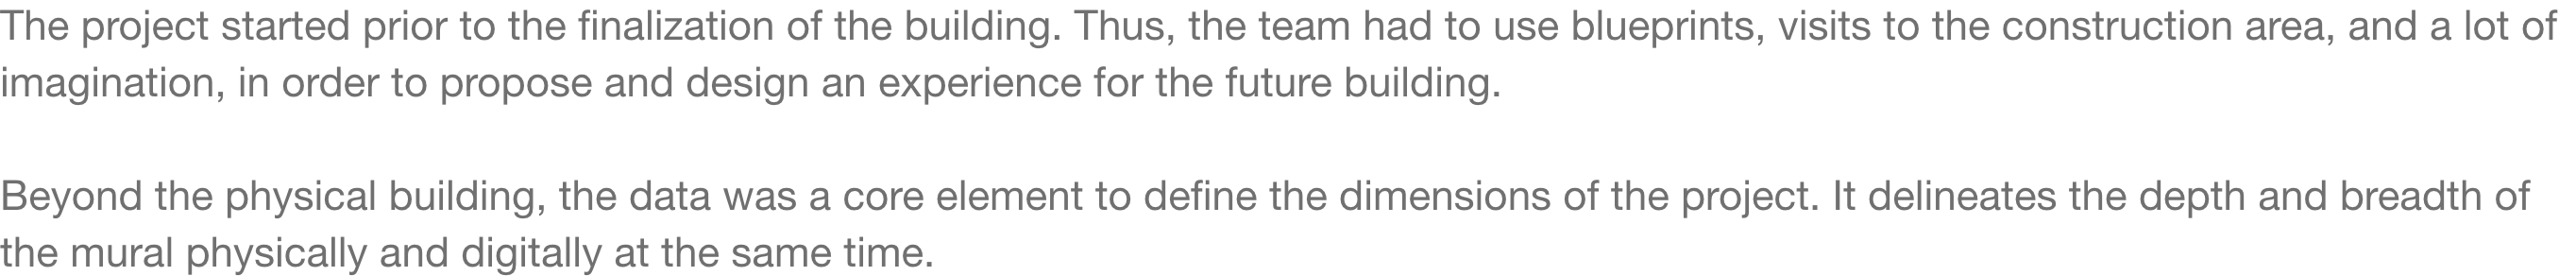 The project started prior to the finalization of the building. Thus, the team had to use blueprints, visits to the construction area, and a lot of
imagination, in order to propose and design an experience for the future building.
Beyond the physical building, the data was a core element to define the dimensions of the project. It delineates the depth and breadth of
the mural physically and digitally at the same time.